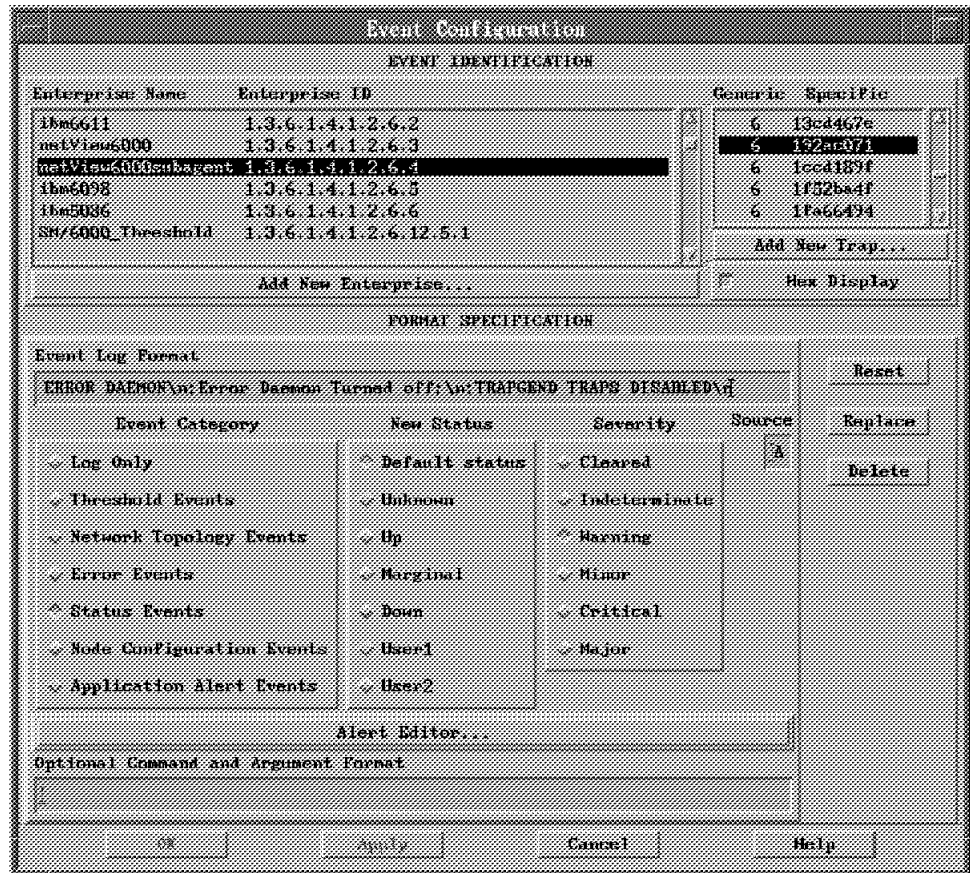 Event Configuration
EVENT IDENTIFICATION
Enterprise Name Enterprise ID
ibm6611 1.3.6.1.4.1.2.6.2
netView6000 1.3.6.1.4.1.2.6.3
netView6000subagent 1.3.6.1.4.1.2.6.4
ibm6098 1.3.6.1.4.1.2.6.5
ibm5086 1.3.6.1.4.1.2.6.6
SM/6000_Threshold 1.3.6.1.4.1.2.6.12.5.1
Add New Enterprise...
Generic Specific
6 13cd467e
6 192ac071
6 1ccd189f
6 1f52ba4f
6 1fa66494
Add New Trap...
Hex Display
FORMAT SPECIFICATION
Event Log Format
ERROR DAEMON\n:Error Daemon Turned off:\n:TRAPGEND TRAPS DISABLED\n
Event Category
Log Only
Threshold Events
Network Topology Events
Error Events
Status Events
Node Configuration Events
Application Alert Events
New Status
Default status
Unknown
Up
Marginal
Down
User1
User2
Severity
Cleared
Indeterminate
Warning
Minor
Critical
Major
Source
A
Reset
Replace
Delete
Alert Editor...
Optional Command and Argument Format
OK Apply Cancel Help